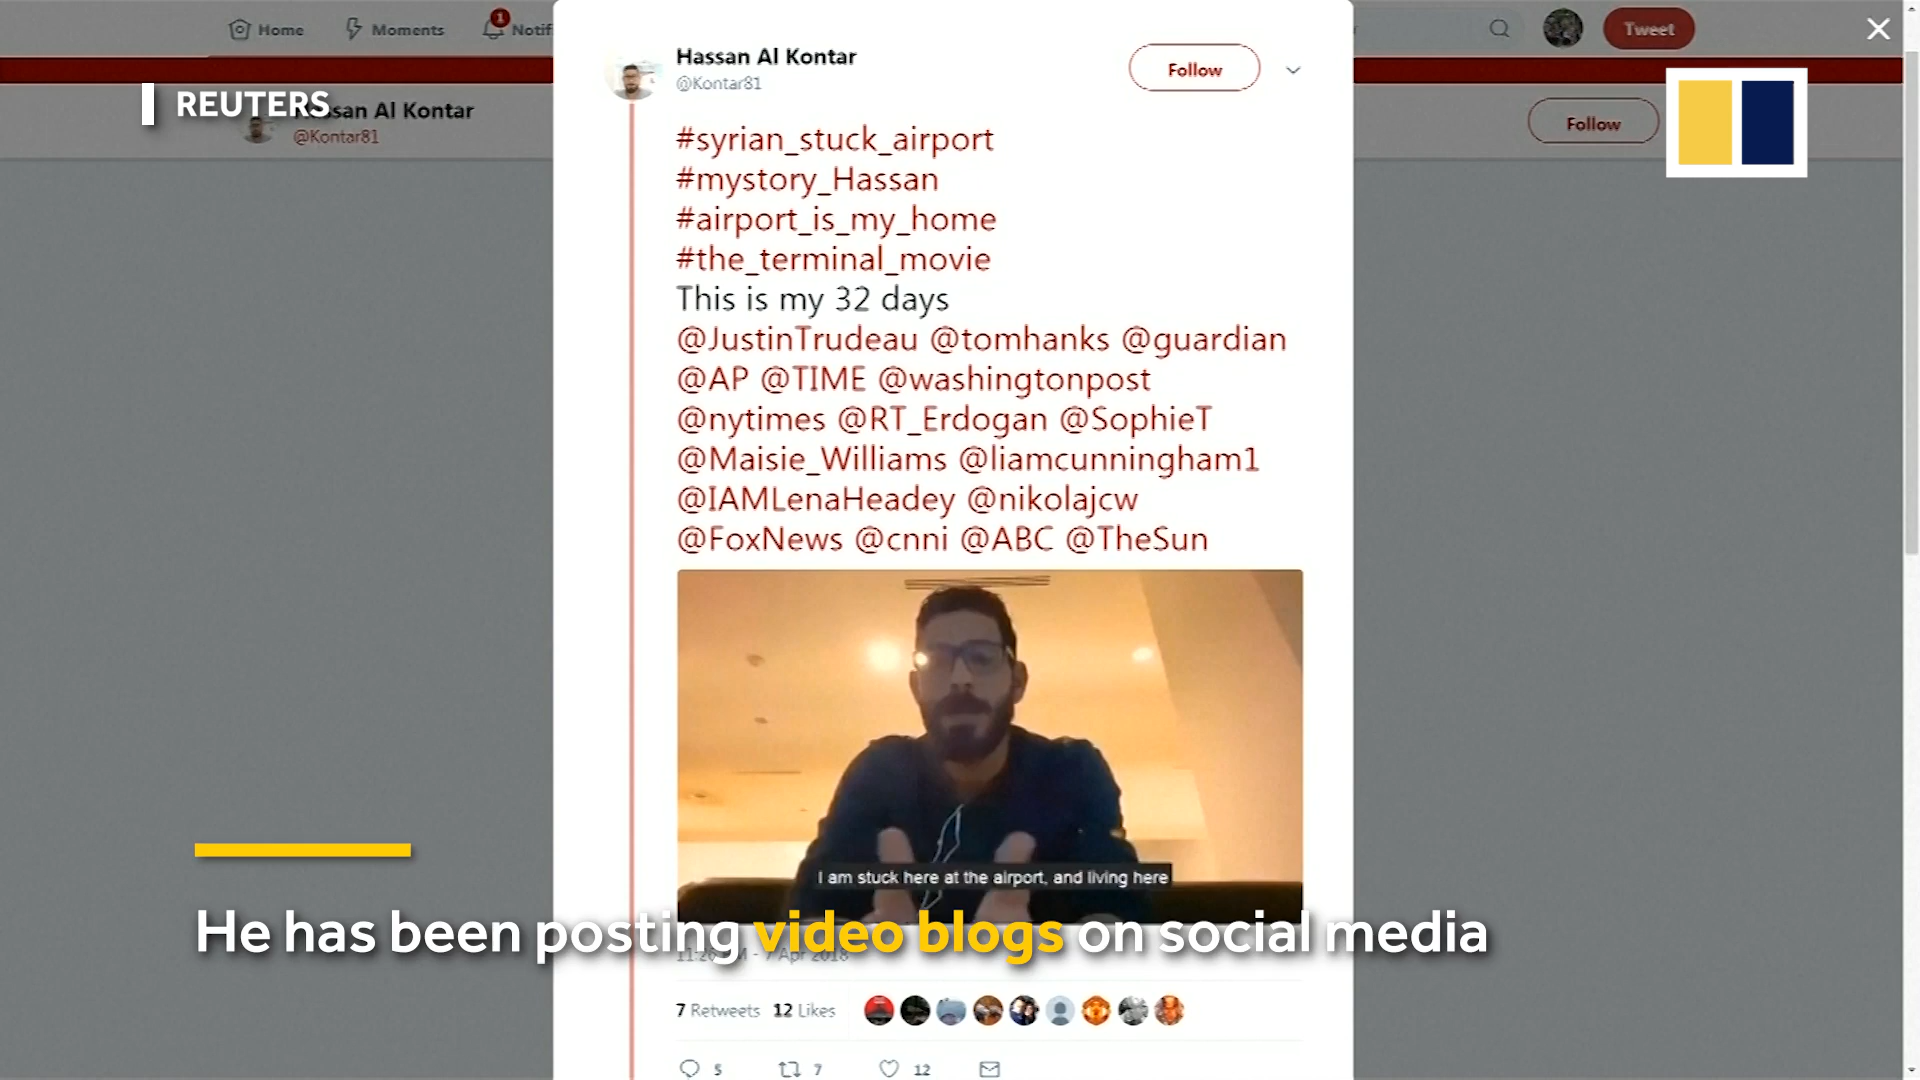 Home
Moments
1
Notif
Tweet
REUTERS
Hassan Al Kontar
@Kontar81
Follow
Hassan Al Kontar
@Kontar81
Follow
#syrian_stuck_airport
#mystory_Hassan
#airport_is_my_home
#the_terminal_movie
This is my 32 days
@JustinTrudeau @tomhanks @guardian
@AP @TIME @washingtonpost
@nytimes @RT_Erdogan @SophieT
@Maisie_Williams @liamcunningham1
@IAMLenaHeadey @nikolajcw
@FoxNews @cnni @ABC @TheSun
I am stuck here at the airport, and living here
He has been posting video blogs on social media
7 Apr 2018
7 Retweets 12 Likes
5 7 12